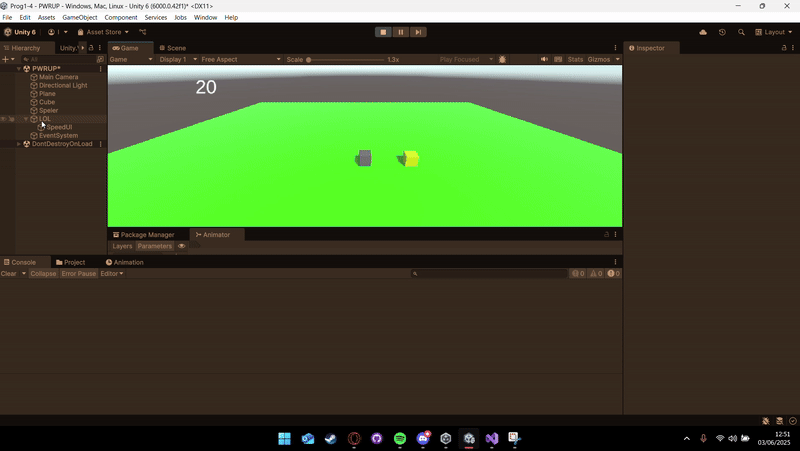 Prog1-4 - PWRUP - Windows, Mac, Linux - Unity 6 (6000.0.42f1)* <DX11>
File Edit Assets GameObject Component Services Jobs Window Help
Unity 6 I Asset Store Layout
Hierarchy Unity. Game Scene Inspector
All Game Display 1 Free Aspect Scale 1.3x Play Focused Stats Gizmos
PWRUP*
Main Camera
Directional Light
Plane
Cube
Speler
LOL
SpeedUI
EventSystem
DontDestroyOnLoad
20
Package Manager Animator
Layers Parameters
Console Project Animation
Clear Collapse Error Pause Editor 0 0 0
12:51
03/06/2025